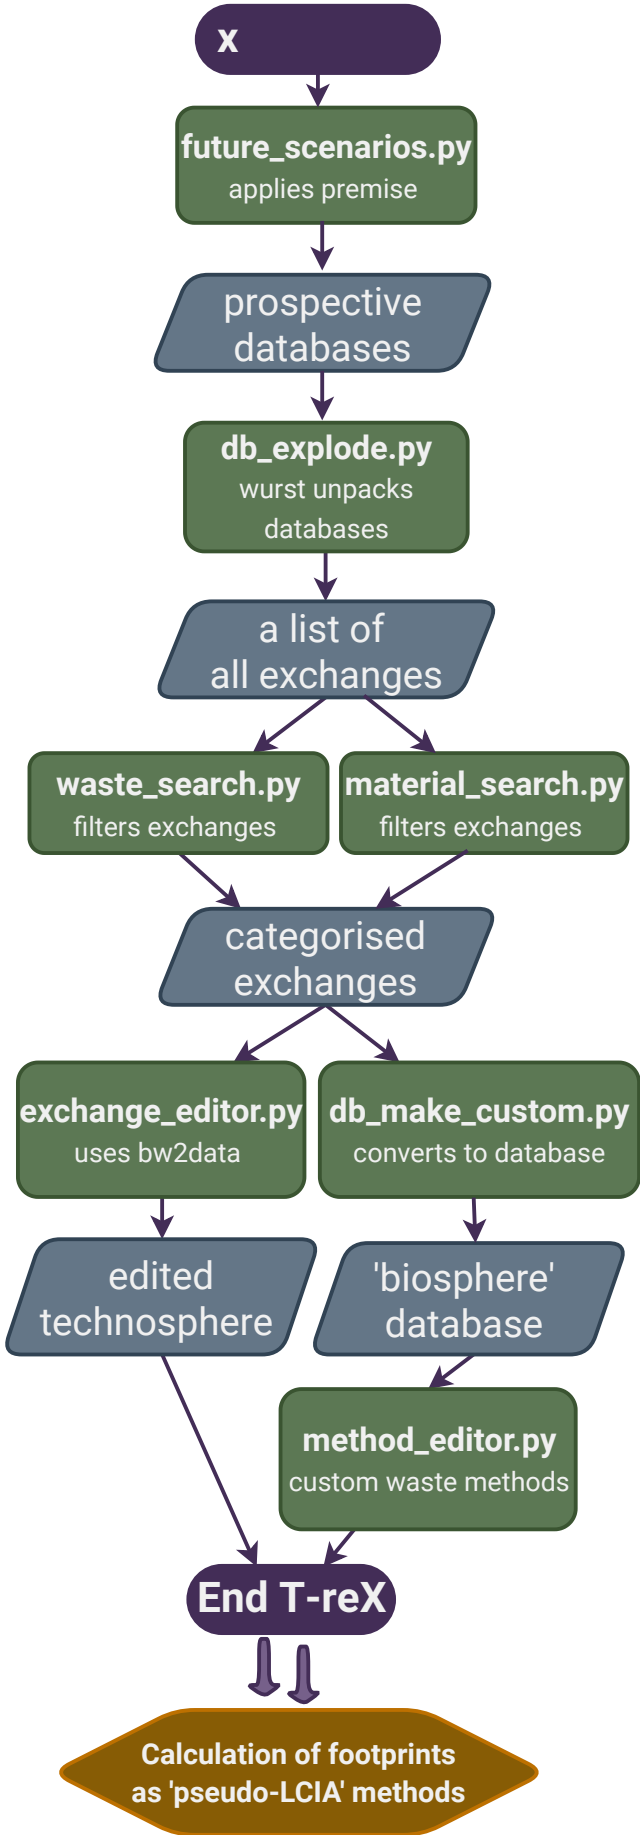 x
future_scenarios.py
applies premise
prospective
databases
db_explode.py
wurst unpacks
databases
a list of
all exchanges
waste_search.py
filters exchanges
material_search.py
filters exchanges
categorised
exchanges
exchange_editor.py
uses bw2data
db_make_custom.py
converts to database
edited
technosphere
'biosphere'
database
method_editor.py
custom waste methods
End T-reX
Calculation of footprints
as 'pseudo-LCIA' methods